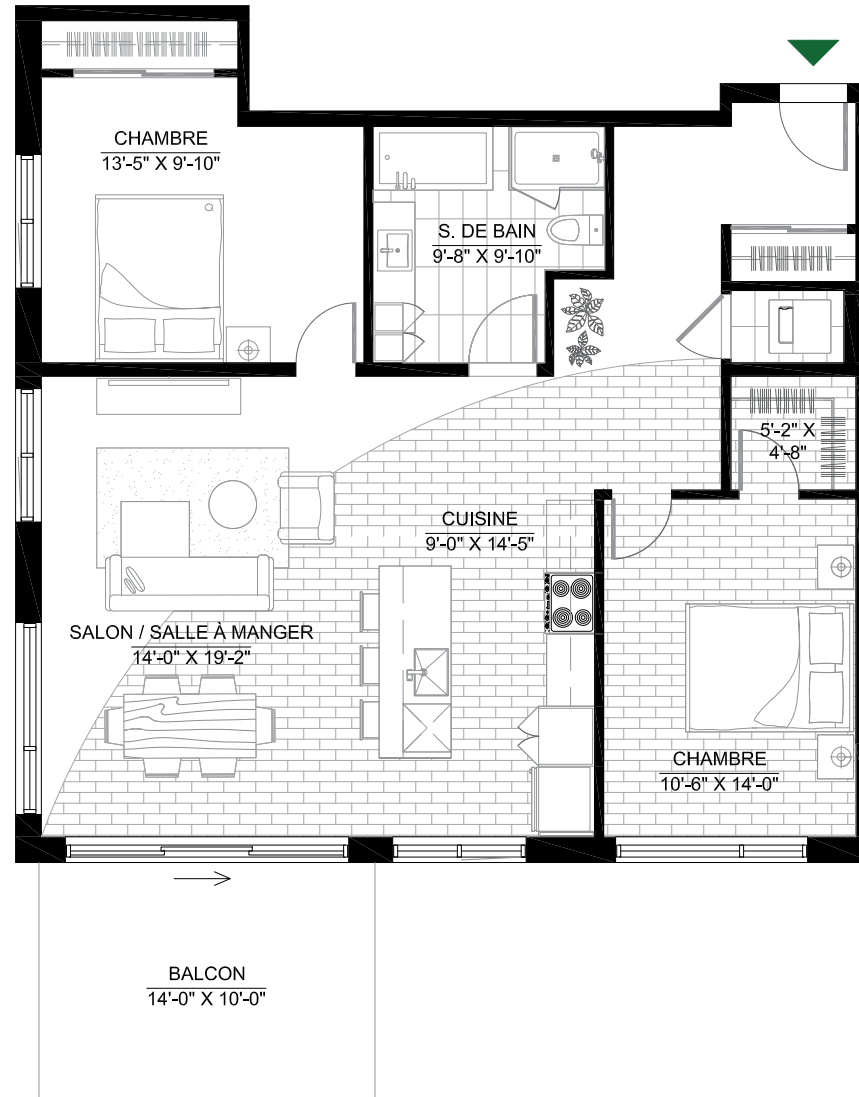 CHAMBRE
13'-5" X 9'-10"
S. DE BAIN
9'-8" X 9'-10"
5'-2" X
4'-8"
CUISINE
9'-0" X 14'-5"
SALON / SALLE À MANGER
14'-0" X 19'-2"
CHAMBRE
10'-6" X 14'-0"
BALCON
14'-0" X 10'-0"